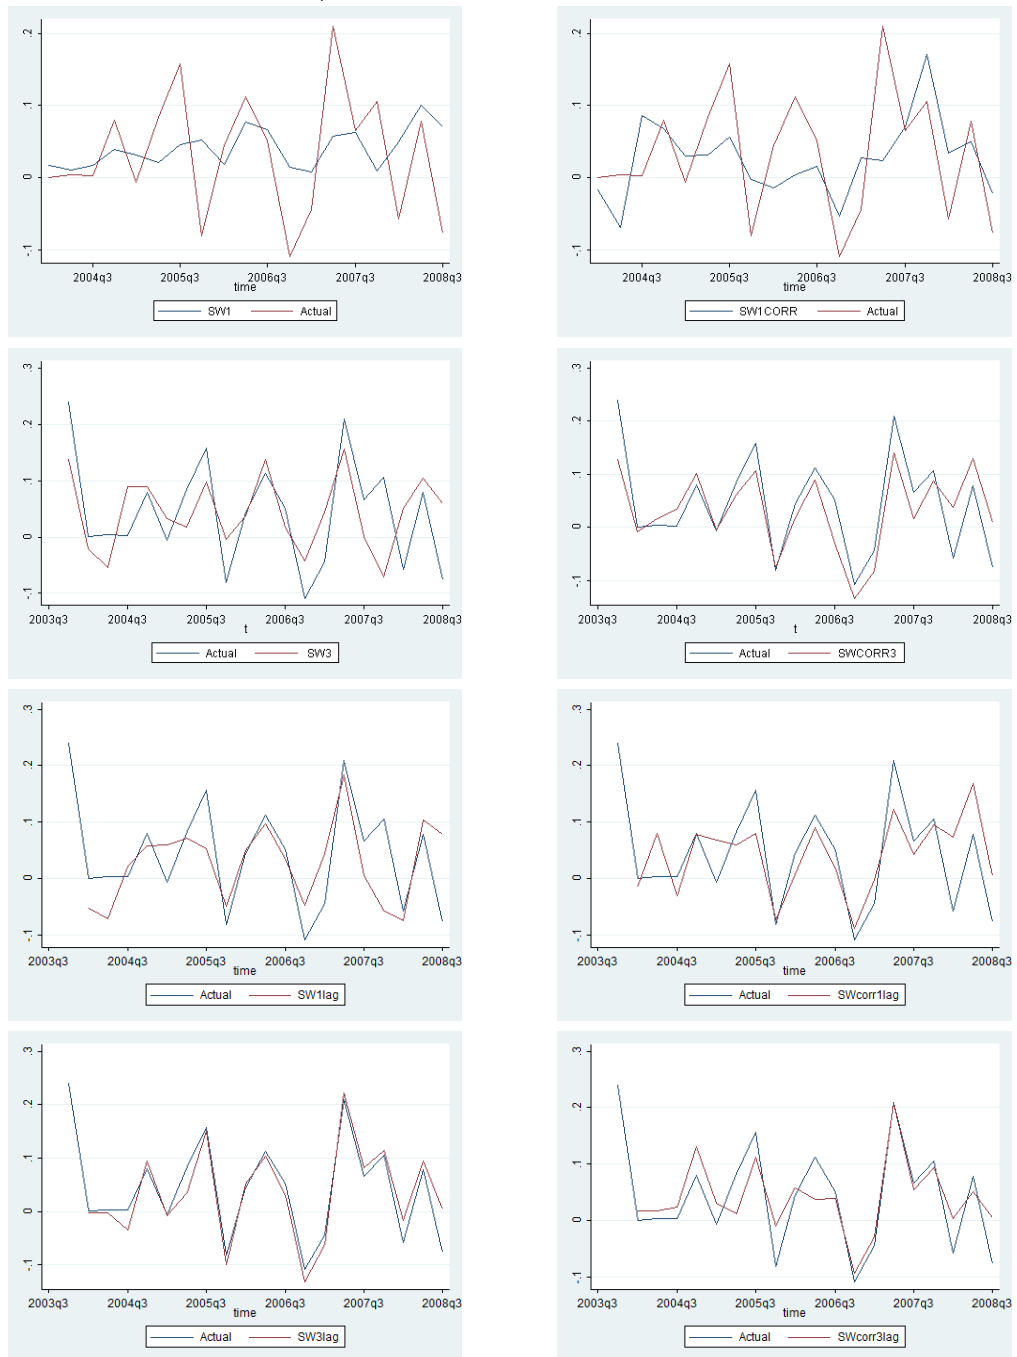 .2
.1
0
-.1
2004q3 2005q3 2006q3 2007q3 2008q3
time
SW1 Actual
.2
.1
0
-.1
2004q3 2005q3 2006q3 2007q3 2008q3
time
SW1CORR Actual
.3
.2
.1
0
-.1
2003q3 2004q3 2005q3 2006q3 2007q3 2008q3
t
Actual SW3
.3
.2
.1
0
-.1
2003q3 2004q3 2005q3 2006q3 2007q3 2008q3
t
Actual SWCORR3
.3
.2
.1
0
-.1
2003q3 2004q3 2005q3 2006q3 2007q3 2008q3
time
Actual SW1lag
.3
.2
.1
0
-.1
2003q3 2004q3 2005q3 2006q3 2007q3 2008q3
time
Actual SWcorr1lag
.3
.2
.1
0
-.1
2003q3 2004q3 2005q3 2006q3 2007q3 2008q3
time
Actual SW3lag
.3
.2
.1
0
-.1
2003q3 2004q3 2005q3 2006q3 2007q3 2008q3
time
Actual SWcorr3lag